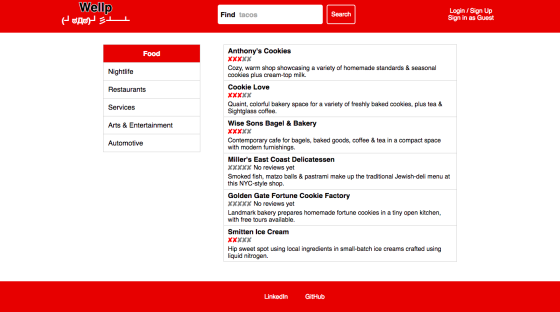 Wellp
Find tacos
Search
Login / Sign Up
Sign in as Guest
Food
Nightlife
Restaurants
Services
Arts & Entertainment
Automotive
Anthony's Cookies
Cozy, warm shop showcasing a variety of homemade standards & seasonal
cookies plus cream-top milk.
Cookie Love
Quaint, colorful bakery space for a variety of freshly baked cookies, plus tea &
Sightglass coffee.
Wise Sons Bagel & Bakery
Contemporary cafe for bagels, baked goods, coffee & tea in a compact space
with modern furnishings.
Miller's East Coast Delicatessen
No reviews yet
Smoked fish, matzo balls & pastrami make up the traditional Jewish-deli menu at
this NYC-style shop.
Golden Gate Fortune Cookie Factory
No reviews yet
Landmark bakery prepares homemade fortune cookies in a tiny open kitchen,
with free tours available.
Smitten Ice Cream
Hip sweet spot using local ingredients in small-batch ice creams crafted using
liquid nitrogen.
LinkedIn
GitHub